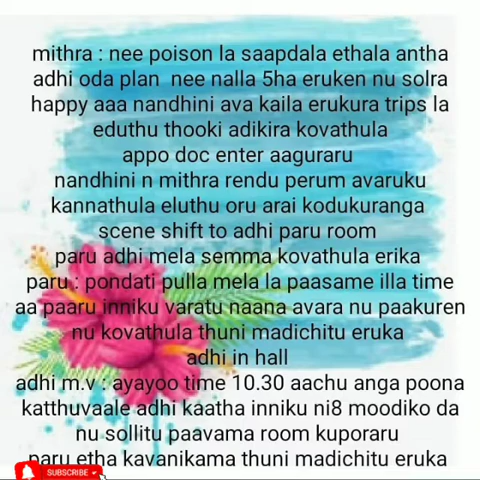 mithra : nee poison la saapdala ethala antha
adhi oda plan nee nalla 5ha eruken nu solra
happy aaa nandhini ava kaila erukura trips la
eduthu thooki adikira kovathula
appo doc enter aaguraru
nandhini n mithra rendu perum avaruku
kannathula eluthu oru arai kodukuranga
scene shift to adhi paru room
paru adhi mela semma kovathula erika
paru : pondati pulla mela la paasame illa time
aa paaru inniku varatu naana avara nu paakuren
nu kovathula thuni madichitu eruka
adhi in hall
adhi m.v : ayayoo time 10.30 aachu anga poona
katthuvaale adhi kaatha inniku ni8 moodiko da
nu sollitu paavama room kuporaru
paru etha kavanikama thuni madichitu eruka
SUBSCRIBE